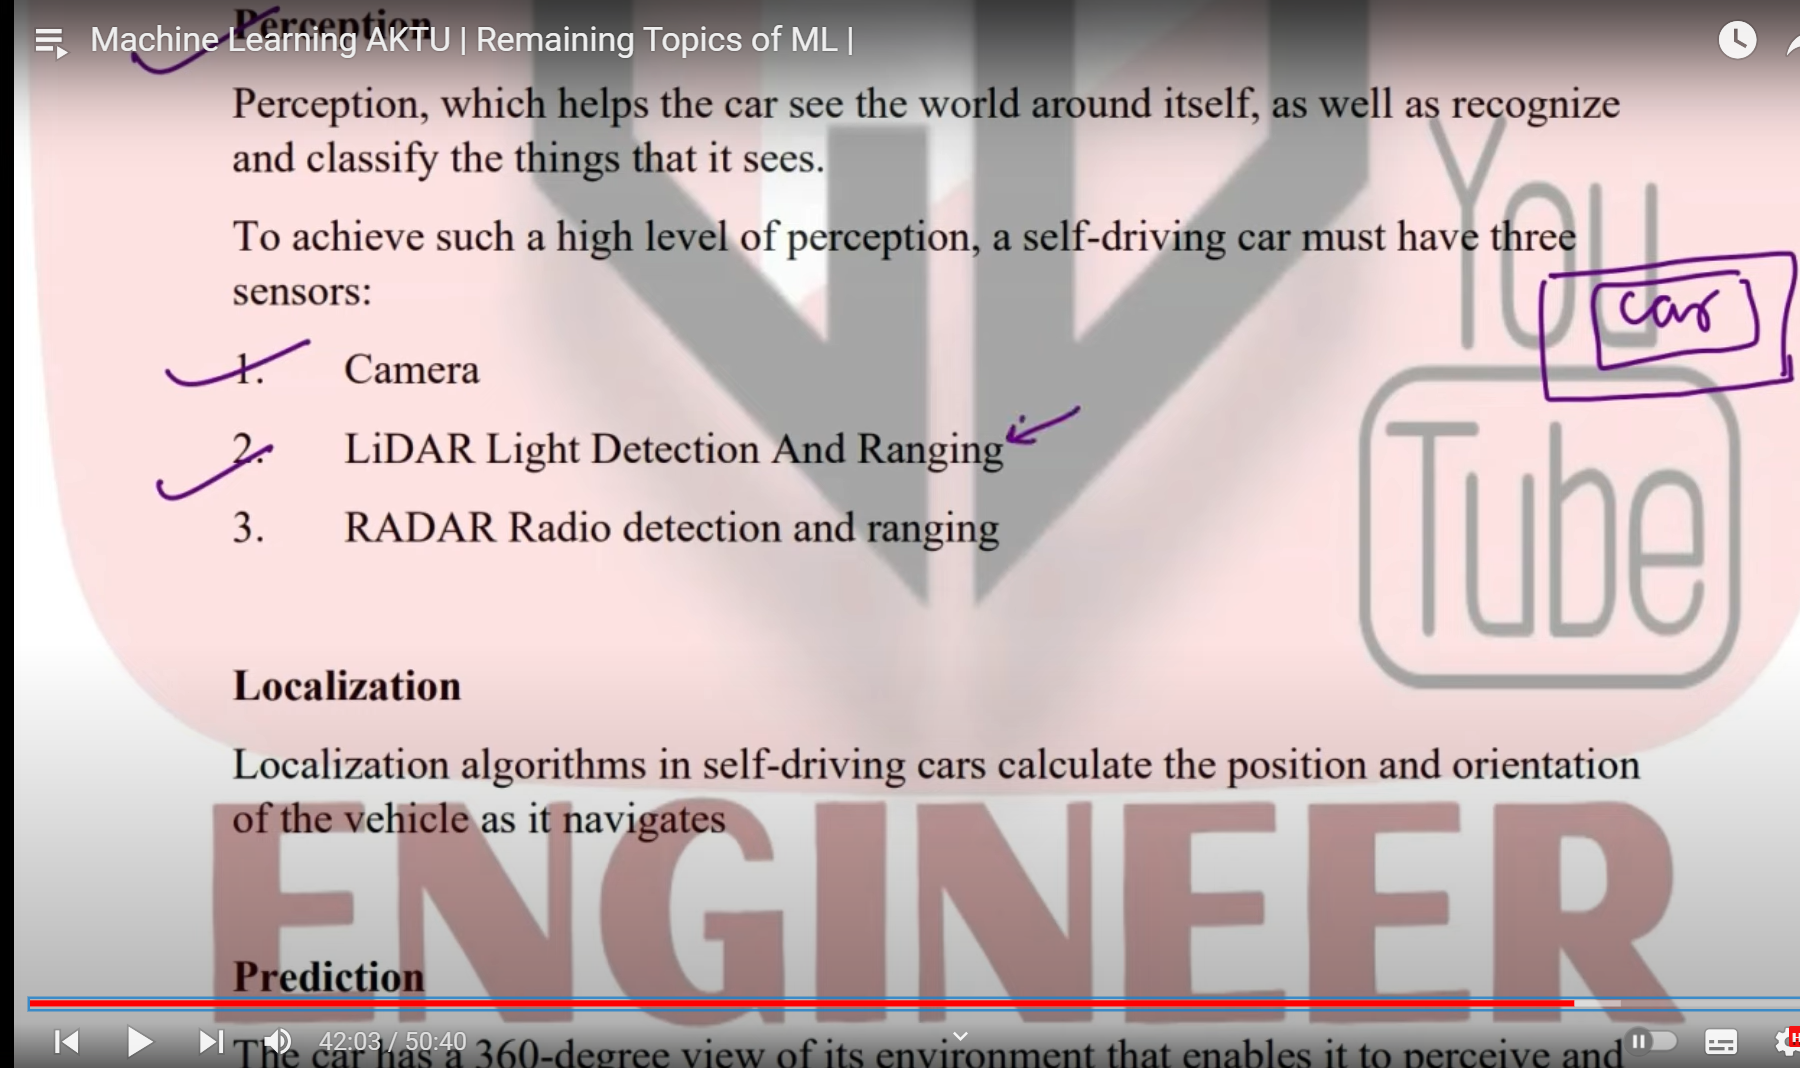 Perception
Machine Learning AKTU | Remaining Topics of ML |
Perception, which helps the car see the world around itself, as well as recognize
and classify the things that it sees.
To achieve such a high level of perception, a self-driving car must have three
sensors:
car
1. Camera
2. LiDAR Light Detection And Ranging
3. RADAR Radio detection and ranging
You
Tube
Localization
Localization algorithms in self-driving cars calculate the position and orientation
of the vehicle as it navigates
ENGINEER
Prediction
42:03 / 50:40
The car has a 360-degree view of its environment that enables it to perceive and